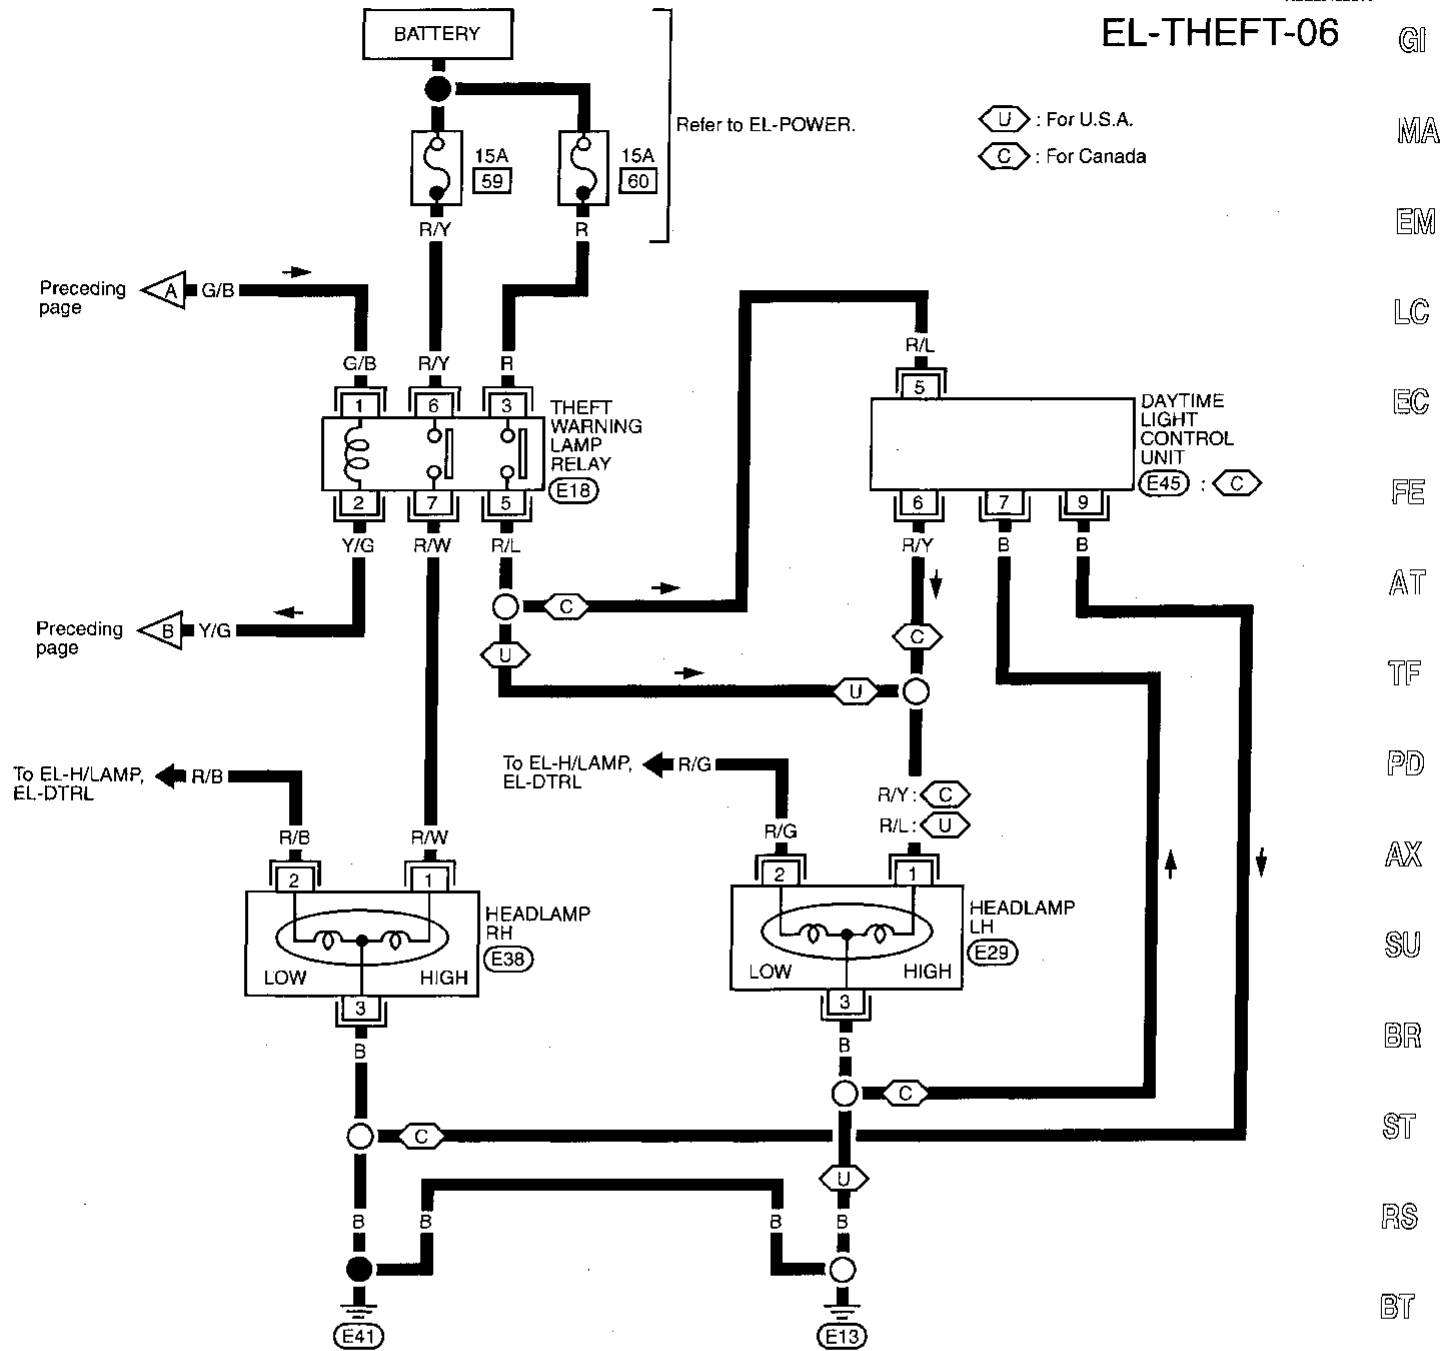 EL-THEFT-06
GI
BATTERY
Refer to EL-POWER.
U : For U.S.A.
C : For Canada
MA
15A
59
15A
60
EM
R/Y
R
Preceding
page
A
G/B
LC
G/B
R/Y
R
R/L
5
1
6
3
THEFT
WARNING
LAMP
RELAY
E18
DAYTIME
LIGHT
CONTROL
UNIT
E45 : C
EC
2
7
5
6
7
9
FE
Y/G
R/W
R/L
R/Y
B
B
AT
C
Preceding
page
B
Y/G
U
C
TF
U
To EL-H/LAMP,
EL-DTRL
R/B
To EL-H/LAMP,
EL-DTRL
R/G
PD
R/Y: C
R/L: U
R/B
R/W
R/G
AX
2
1
2
1
HEADLAMP
RH
E38
HEADLAMP
LH
E29
SU
LOW
HIGH
LOW
HIGH
3
3
BR
B
B
C
ST
C
U
RS
B
B
B
B
BT
E41
E13